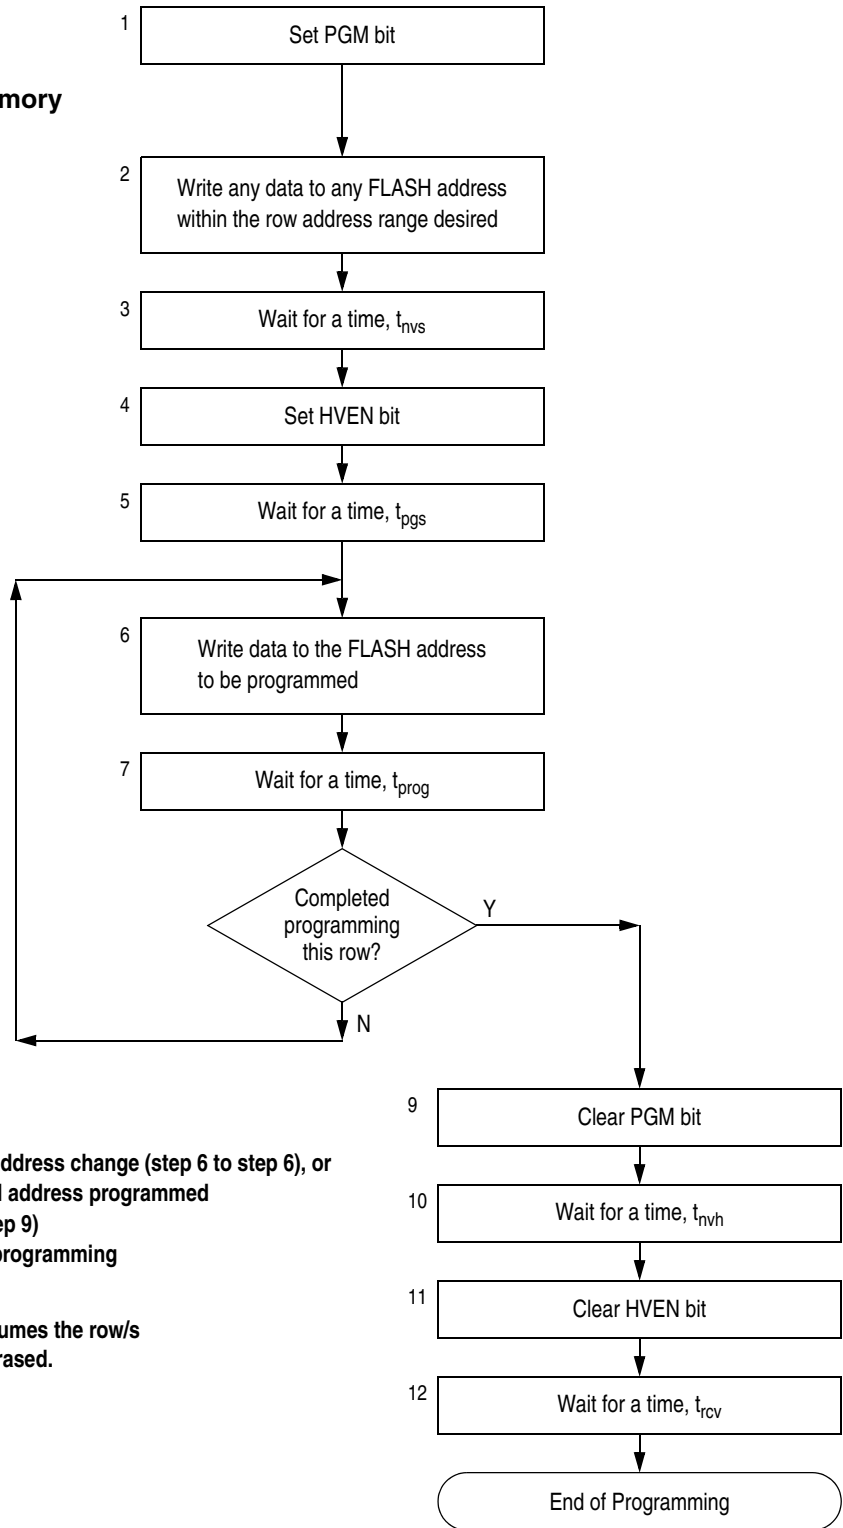 1
Set PGM bit
mory
2
Write any data to any FLASH address
within the row address range desired
3
Wait for a time, tnvs
4
Set HVEN bit
5
Wait for a time, tpgs
6
Write data to the FLASH address
to be programmed
7
Wait for a time, tprog
Completed
programming
this row?
Y
N
9
Clear PGM bit
ddress change (step 6 to step 6), or
address programmed
ep 9)
programming
10
Wait for a time, tnvh
11
Clear HVEN bit
umes the row/s
rased.
12
Wait for a time, trcv
End of Programming